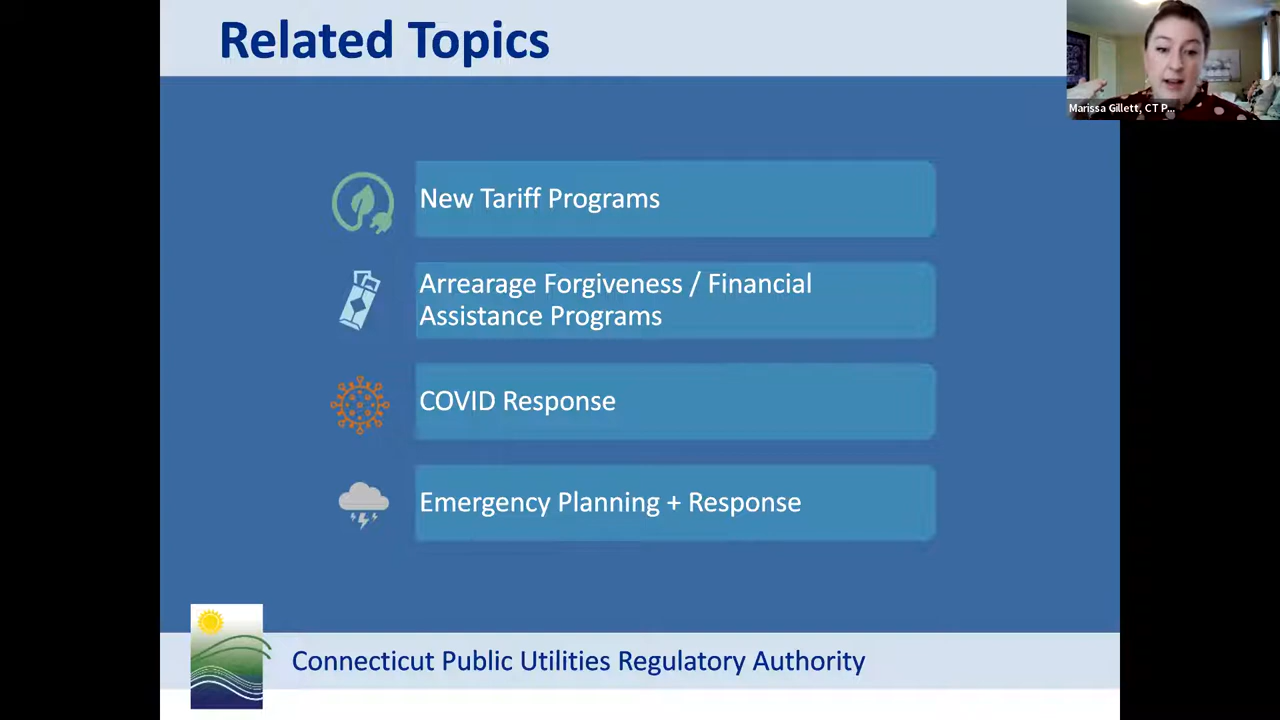 Related Topics
Marissa Gillett, CT P...
New Tariff Programs
Arrearage Forgiveness / Financial
Assistance Programs
COVID Response
Emergency Planning + Response
Connecticut Public Utilities Regulatory Authority